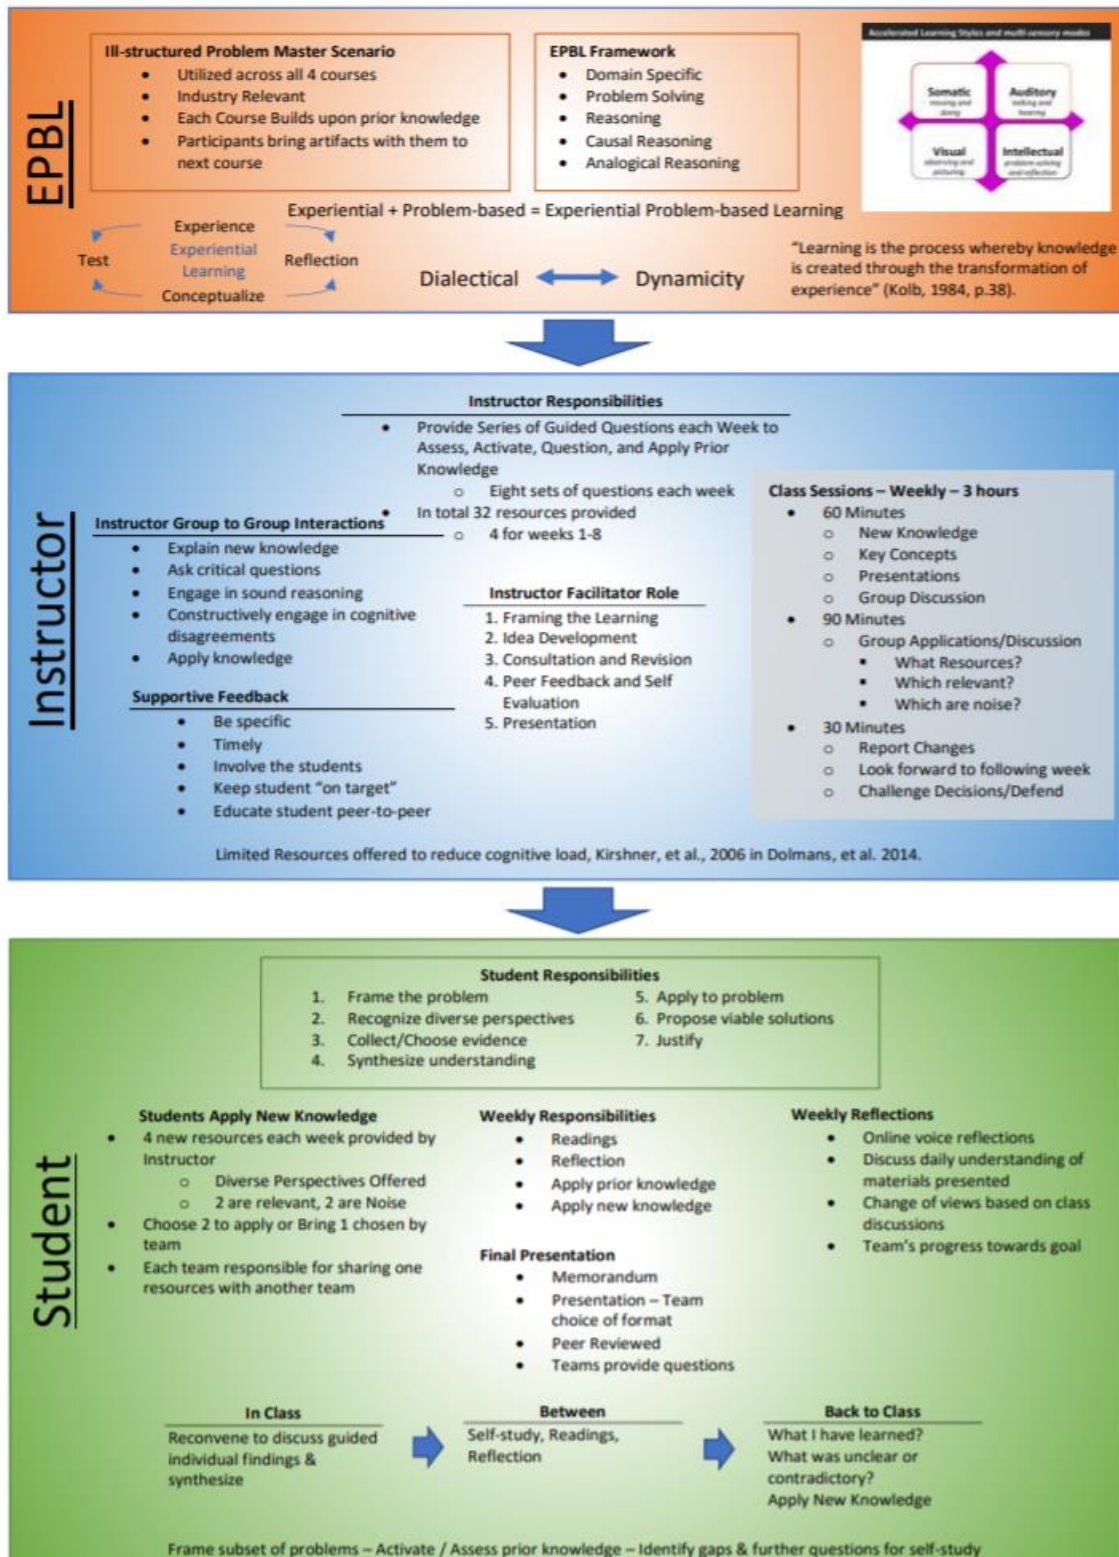 EPBL
Ill-structured Problem Master Scenario
• Utilized across all 4 courses
• Industry Relevant
• Each Course Builds upon prior knowledge
• Participants bring artifacts with them to
next course
EPBL Framework
• Domain Specific
• Problem Solving
• Reasoning
• Causal Reasoning
• Analogical Reasoning
Accelerated Learning Styles and multi-sensory modes
Somatic
moving and
doing
Auditory
talking and
hearing
Visual
observing and
picturing
Intellectual
problem solving
and reflection
Experiential + Problem-based = Experiential Problem-based Learning
Experience
Test
Experiential
Learning
Reflection
Conceptualize
Dialectical
Dynamicity
"Learning is the process whereby knowledge
is created through the transformation of
experience" (Kolb, 1984, p.38).
Instructor
Instructor Responsibilities
• Provide Series of Guided Questions each Week to
Assess, Activate, Question, and Apply Prior
Knowledge
o Eight sets of questions each week
• In total 32 resources provided
o 4 for weeks 1-8
Instructor Group to Group Interactions
• Explain new knowledge
• Ask critical questions
• Engage in sound reasoning
• Constructively engage in cognitive
disagreements
• Apply knowledge
Supportive Feedback
• Be specific
• Timely
• Involve the students
• Keep student "on target"
• Educate student peer-to-peer
Instructor Facilitator Role
1. Framing the Learning
2. Idea Development
3. Consultation and Revision
4. Peer Feedback and Self
Evaluation
5. Presentation
Class Sessions – Weekly – 3 hours
• 60 Minutes
o New Knowledge
o Key Concepts
o Presentations
o Group Discussion
• 90 Minutes
o Group Applications/Discussion
▪ What Resources?
▪ Which relevant?
▪ Which are noise?
• 30 Minutes
o Report Changes
o Look forward to following week
o Challenge Decisions/Defend
Limited Resources offered to reduce cognitive load, Kirshner, et al., 2006 in Dolmans, et al. 2014.
Student
Student Responsibilities
1. Frame the problem
2. Recognize diverse perspectives
3. Collect/Choose evidence
4. Synthesize understanding
5. Apply to problem
6. Propose viable solutions
7. Justify
Students Apply New Knowledge
• 4 new resources each week provided by
Instructor
o Diverse Perspectives Offered
o 2 are relevant, 2 are Noise
• Choose 2 to apply or Bring 1 chosen by
team
• Each team responsible for sharing one
resources with another team
Weekly Responsibilities
• Readings
• Reflection
• Apply prior knowledge
• Apply new knowledge
Final Presentation
• Memorandum
• Presentation – Team
choice of format
• Peer Reviewed
• Teams provide questions
Weekly Reflections
• Online voice reflections
• Discuss daily understanding of
materials presented
• Change of views based on class
discussions
• Team's progress towards goal
In Class
Reconvene to discuss guided
individual findings &
synthesize
Between
Self-study, Readings,
Reflection
Back to Class
What I have learned?
What was unclear or
contradictory?
Apply New Knowledge
Frame subset of problems – Activate / Assess prior knowledge – Identify gaps & further questions for self-study